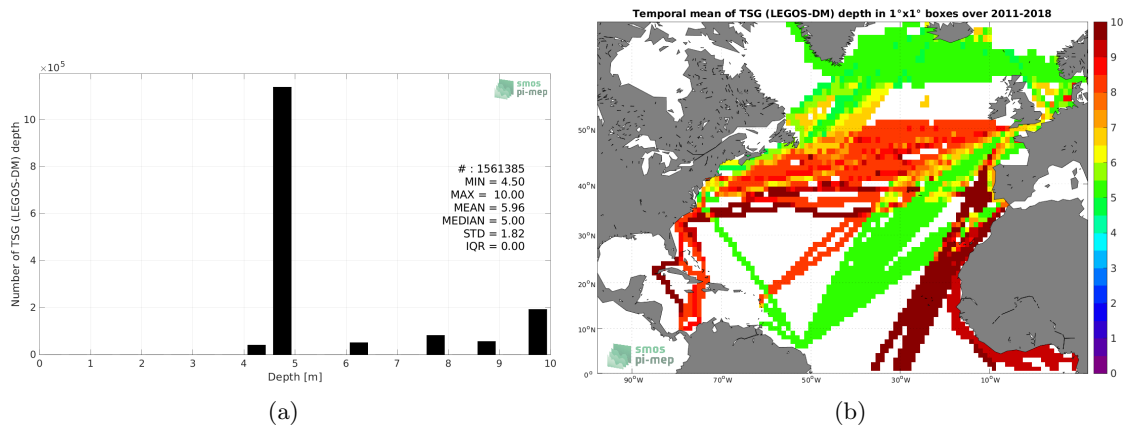 ×10⁵
10
8
6
4
2
0
Number of TSG (LEGOS-DM) depth
smos
pi-mep
# : 1561385
MIN = 4.50
MAX = 10.00
MEAN = 5.96
MEDIAN = 5.00
STD = 1.82
IQR = 0.00
0 1 2 3 4 5 6 7 8 9 10
Depth [m]
(a)
Temporal mean of TSG (LEGOS-DM) depth in 1°x1° boxes over 2011-2018
50°N
40°N
30°N
20°N
10°N
0°
90°W 70°W 50°W 30°W 10°W
smos
pi-mep
10
9
8
7
6
5
4
3
2
1
0
(b)